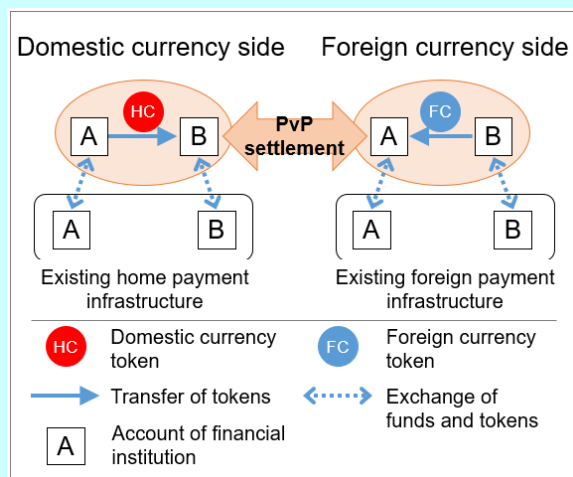 Domestic currency side
Foreign currency side
HC
FC
A
B
PvP
settlement
A
B
A
B
A
B
Existing home payment
infrastructure
Existing foreign payment
infrastructure
HC
Domestic currency
token
FC
Foreign currency
token
Transfer of tokens
Exchange of
funds and tokens
A
Account of financial
institution